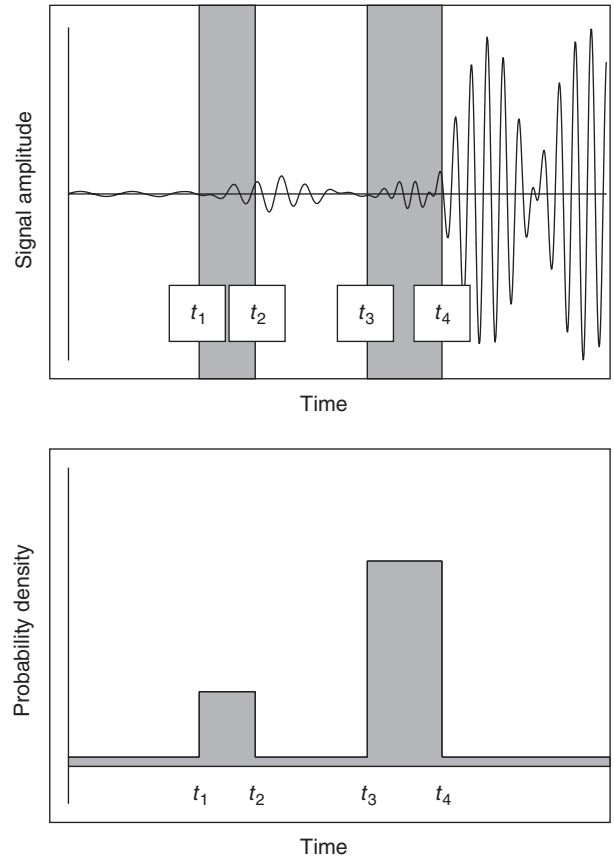 Signal amplitude
t₁ t₂ t₃ t₄
Time
Probability density
t₁ t₂ t₃ t₄
Time